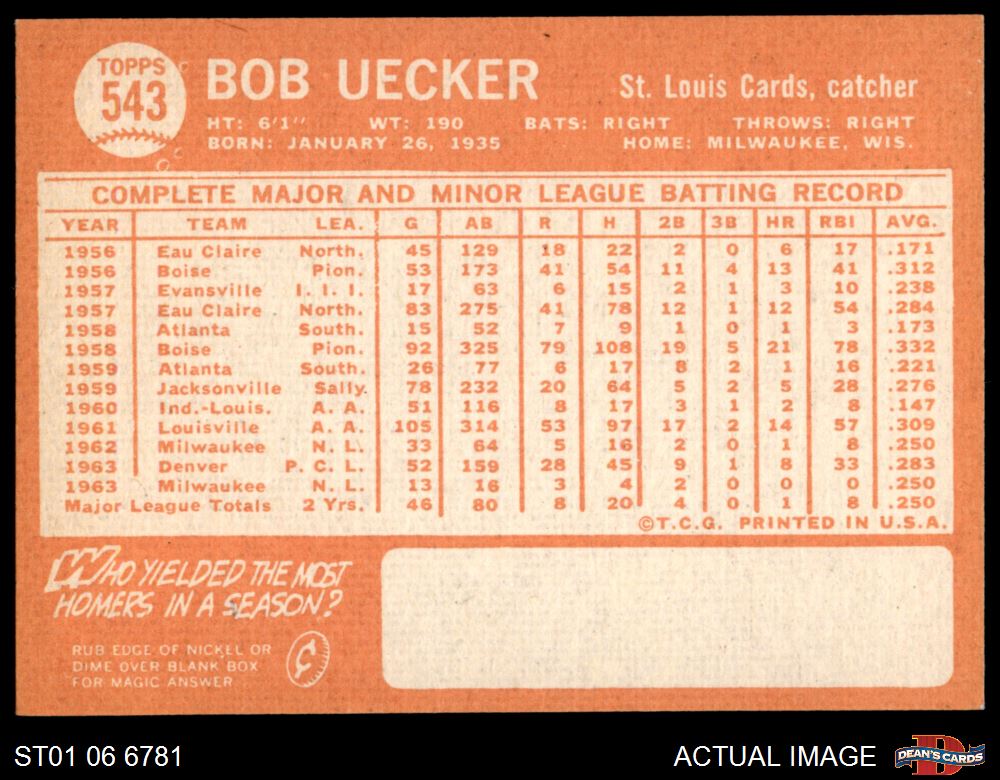 TOPPS
543
BOB UECKER
St. Louis Cards, catcher
HT: 6'1" WT: 190 BATS: RIGHT THROWS: RIGHT
BORN: JANUARY 26, 1935 HOME: MILWAUKEE, WIS.
COMPLETE MAJOR AND MINOR LEAGUE BATTING RECORD
YEAR TEAM LEA. G AB R H 2B 3B HR RBI AVG.
1956 Eau Claire North. 45 129 18 22 2 0 6 17 .171
1956 Boise Pion. 53 173 41 54 11 4 13 41 .312
1957 Evansville I. I. I. 17 63 6 15 2 1 3 10 .238
1957 Eau Claire North. 83 275 41 78 12 1 12 54 .284
1958 Atlanta South. 15 52 7 9 1 0 1 3 .173
1958 Boise Pion. 92 325 79 108 19 5 21 78 .332
1959 Atlanta South. 26 77 6 17 8 2 1 16 .221
1959 Jacksonville Sally. 78 232 20 64 5 2 5 28 .276
1960 Ind.-Louis. A. A. 51 116 8 17 3 1 2 8 .147
1961 Louisville A. A. 105 314 53 97 17 2 14 57 .309
1962 Milwaukee N. L. 33 64 5 16 2 0 1 8 .250
1963 Denver P. C. L. 52 159 28 45 9 1 8 33 .283
1963 Milwaukee N. L. 13 16 3 4 2 0 0 0 .250
Major League Totals 2 Yrs. 46 80 8 20 4 0 1 8 .250
©T.C.G. PRINTED IN U.S.A.
WHO YIELDED THE MOST
HOMERS IN A SEASON?
RUB EDGE OF NICKEL OR
DIME OVER BLANK BOX
FOR MAGIC ANSWER
¢
ST01 06 6781
ACTUAL IMAGE
DEAN'S CARDS